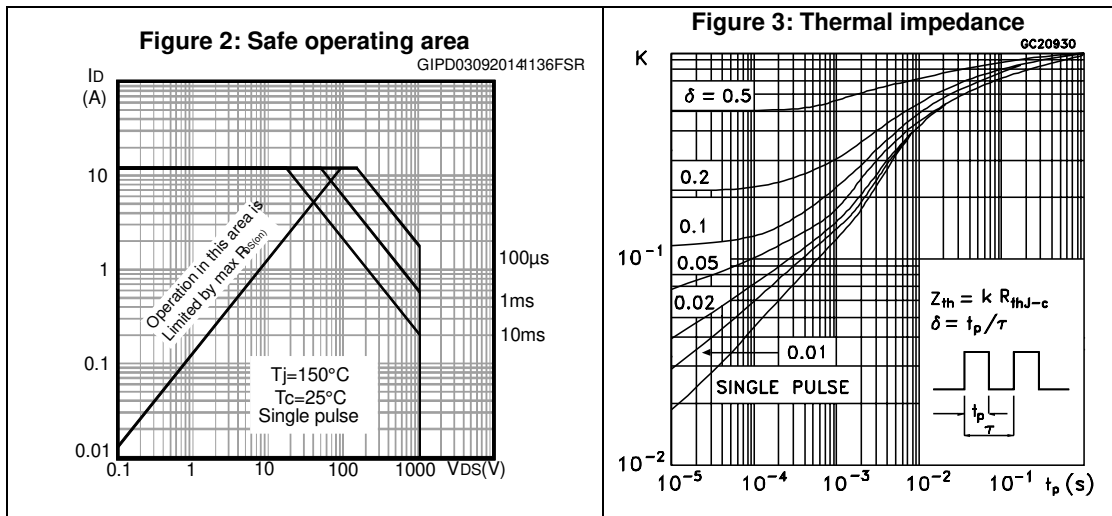 Figure 2: Safe operating area
GIPD030920141136FSR
ID
(A)
10
1
0.1
0.01
0.1
1
10
100
1000
VDS(V)
Operation in this area is
Limited by max RDS(on)
100µs
1ms
10ms
Tj=150°C
Tc=25°C
Single pulse
Figure 3: Thermal impedance
GC20930
K
δ = 0.5
0.2
0.1
10⁻¹
0.05
0.02
0.01
SINGLE PULSE
Zth = k RthJ-c
δ = tp/τ
tp
τ
10⁻²
10⁻⁵
10⁻⁴
10⁻³
10⁻²
10⁻¹
tp (s)